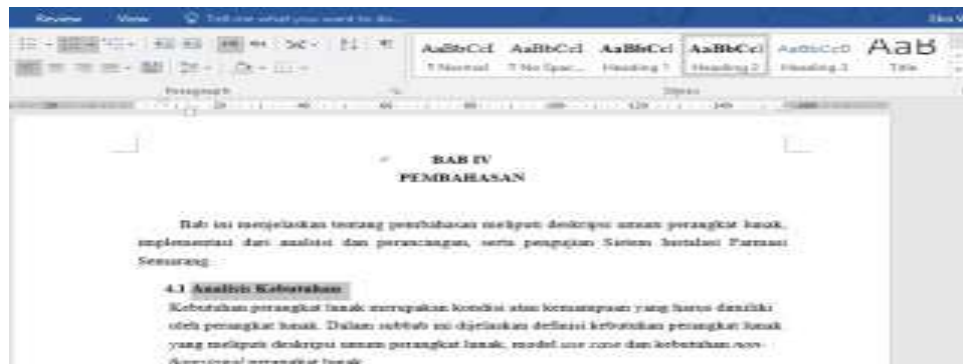 Review View Tell me what you want to do...
AaBbCcI AaBbCcI AaBbCcI AaBbCcI AaBbCcD AaB
¶ Normal ¶ No Spac... Heading 1 Heading 2 Heading 3 Title
Paragraph Styles
BAB IV
PEMBAHASAN
Bab ini menjelaskan tentang pembahasan meliputi deskripsi umum perangkat lunak,
implementasi dari analisis dan perancangan, serta pengujian Sistem Instalasi Farmasi
Semarang
4.1 Analisis Kebutuhan
Kebutuhan perangkat lunak merupakan kondisi atau kemampuan yang harus dimiliki
oleh perangkat lunak. Dalam subbab ini dijelaskan definisi kebutuhan perangkat lunak
yang meliputi deskripsi umum perangkat lunak, model use case dan kebutuhan non-
fungsional perangkat lunak